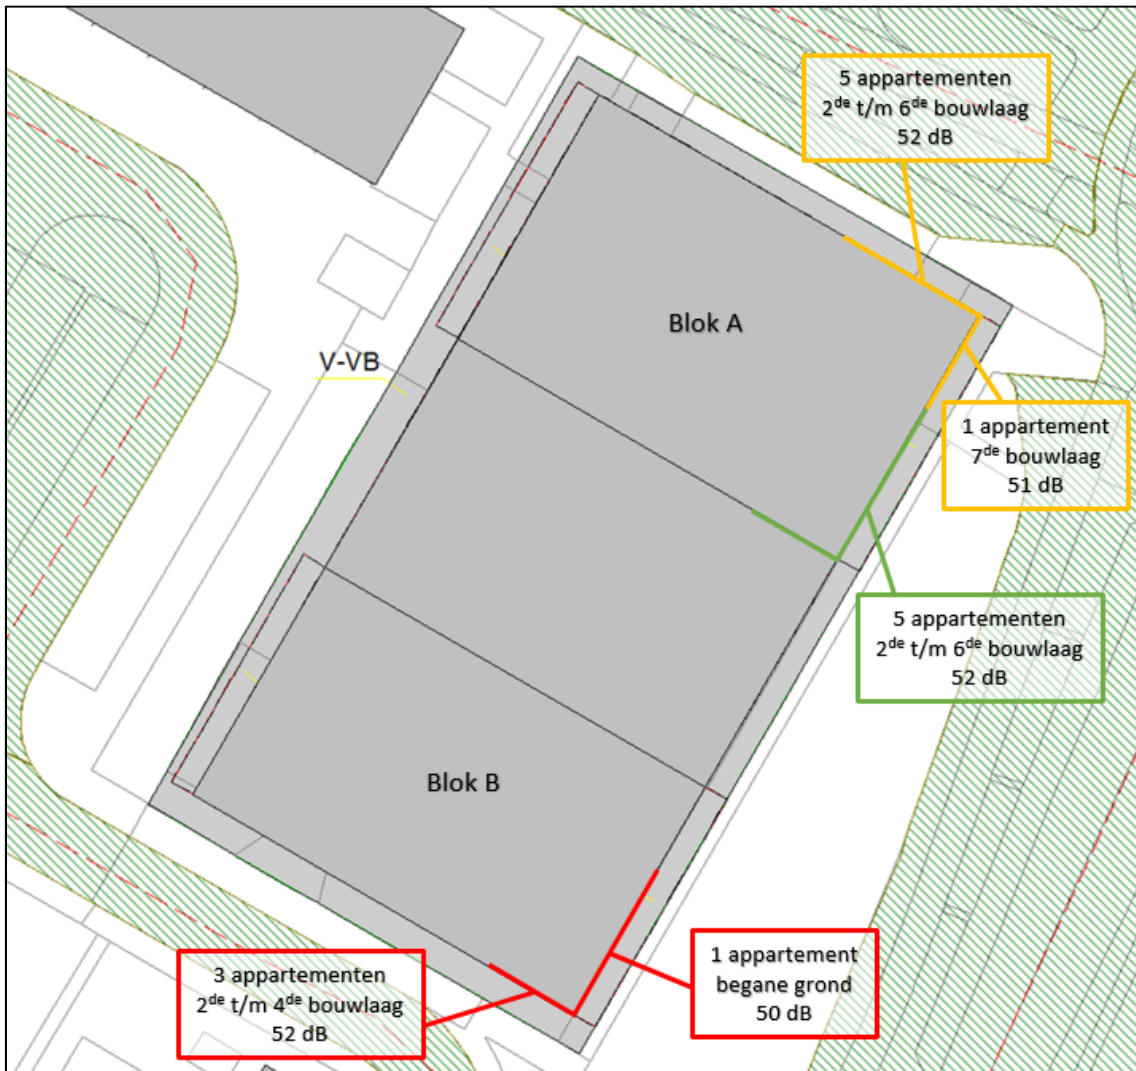 5 appartementen
2de t/m 6de bouwlaag
52 dB
Blok A
V-VB
1 appartement
7de bouwlaag
51 dB
5 appartementen
2de t/m 6de bouwlaag
52 dB
Blok B
3 appartementen
2de t/m 4de bouwlaag
52 dB
1 appartement
begane grond
50 dB